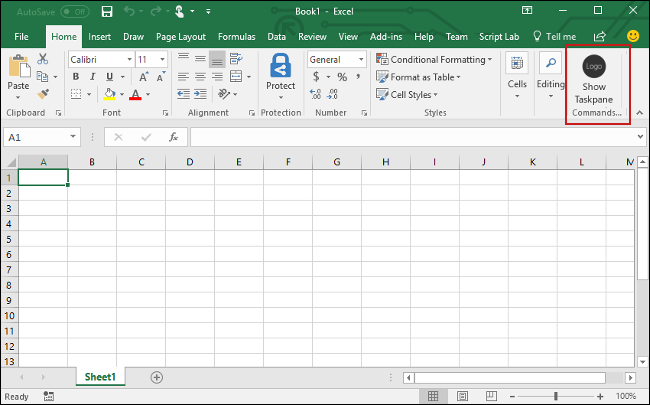 AutoSave Off Book1 - Excel
File Home Insert Draw Page Layout Formulas Data Review View Add-ins Help Team Script Lab Tell me
Paste
Calibri 11
B I U A
General
$ % ,
Protect
Conditional Formatting
Format as Table
Cell Styles
Cells
Editing
Logo
Show
Taskpane
Clipboard Font Alignment Protection Number Styles Commands...
A1 fx
A B C D E F G H I J K L M
1
2
3
4
5
6
7
8
9
10
11
12
13
Sheet1
Ready 100%